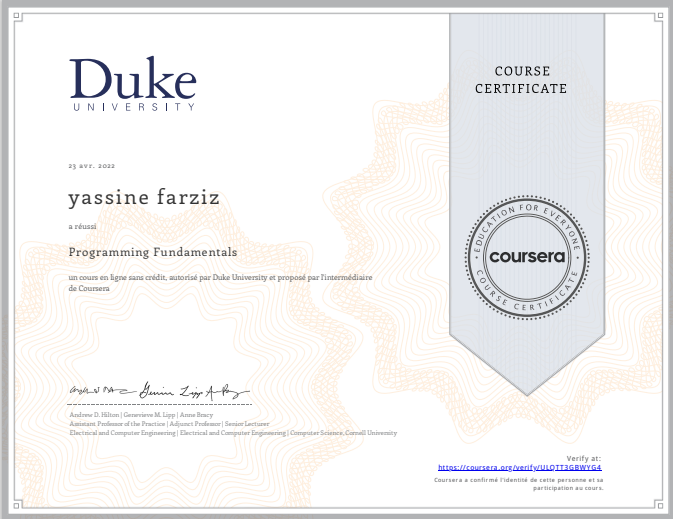 Duke
UNIVERSITY
COURSE
CERTIFICATE
23 avr. 2022
yassine farziz
a réussi
Programming Fundamentals
un cours en ligne sans crédit, autorisé par Duke University et proposé par l'intermédiaire
de Coursera
EDUCATION FOR EVERYONE
coursera
COURSE CERTIFICATE
Andrew D. Hilton | Genevieve M. Lipp | Anne Bracy
Assistant Professor of the Practice | Adjunct Professor | Senior Lecturer
Electrical and Computer Engineering | Electrical and Computer Engineering | Computer Science, Cornell University
Verify at:
https://coursera.org/verify/ULQTT3GBWYG4
Coursera a confirmé l'identité de cette personne et sa
participation au cours.